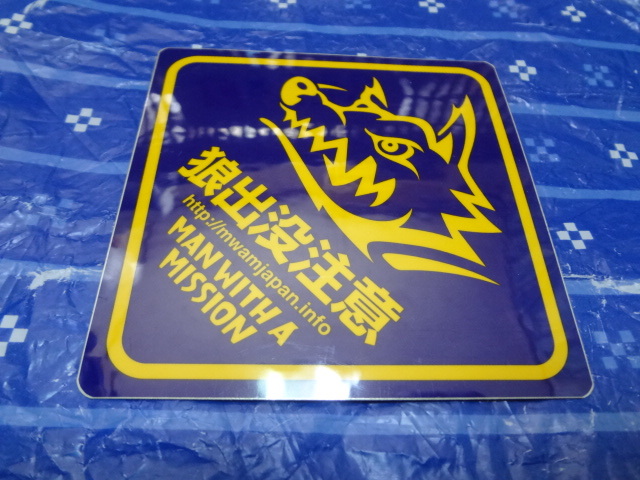 狼出没注意
http://mwamjapan.info
MAN WITH A
MISSION